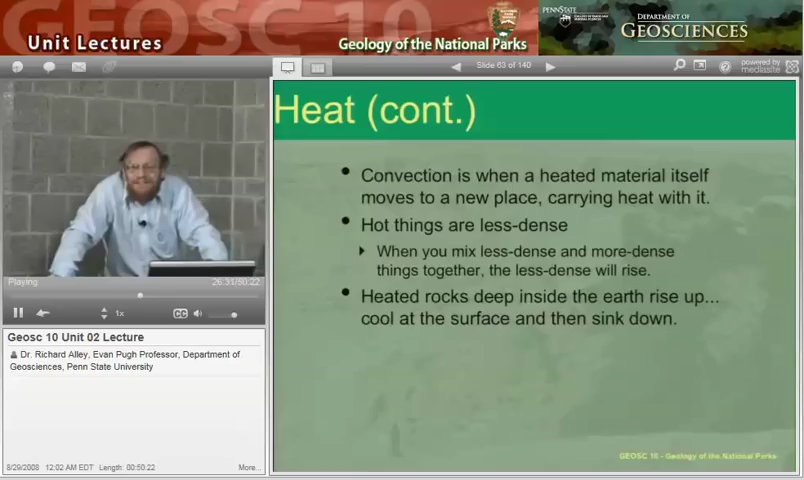 GEOSC 10
Unit Lectures
Geology of the National Parks
PENNSTATE
DEPARTMENT OF
GEOSCIENCES
Slide 63 of 140
powered by
mediasite
Heat (cont.)
• Convection is when a heated material itself
moves to a new place, carrying heat with it.
• Hot things are less-dense
When you mix less-dense and more-dense
things together, the less-dense will rise.
• Heated rocks deep inside the earth rise up...
cool at the surface and then sink down.
GEOSC 10 - Geology of the National Parks
Playing
26:31/50:22
1x
CC
Geosc 10 Unit 02 Lecture
Dr. Richard Alley, Evan Pugh Professor, Department of
Geosciences, Penn State University
8/29/2008 12:02 AM EDT Length: 00:50:22
More...